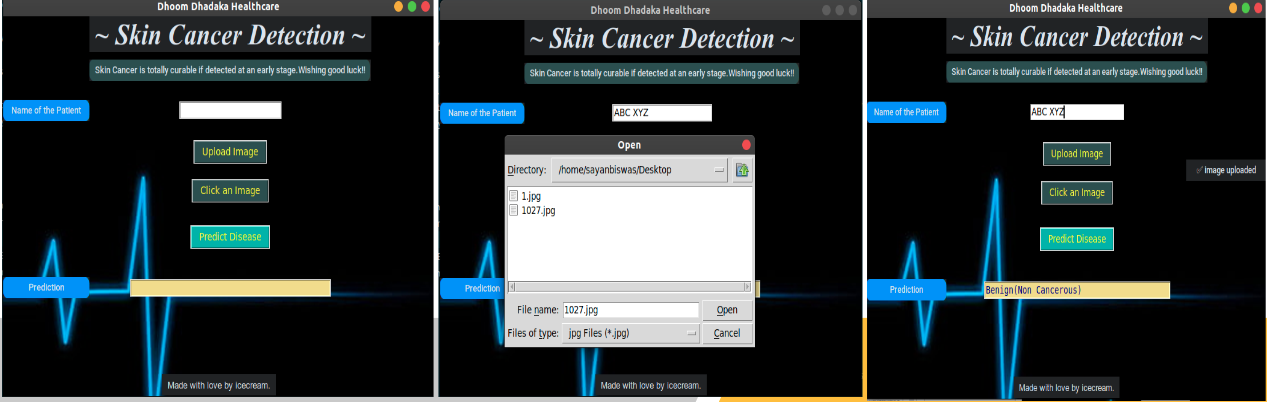 Dhoom Dhadaka Healthcare
~ Skin Cancer Detection ~
Skin Cancer is totally curable if detected at an early stage.Wishing good luck!!
Name of the Patient
Upload Image
Click an Image
Predict Disease
Prediction
Made with love by icecream.
Dhoom Dhadaka Healthcare
~ Skin Cancer Detection ~
Skin Cancer is totally curable if detected at an early stage.Wishing good luck!!
Name of the Patient
ABC XYZ
Open
Directory: /home/sayanbiswas/Desktop
1.jpg
1027.jpg
File name: 1027.jpg Open
Files of type: jpg Files (*.jpg) Cancel
Prediction
Made with love by icecream.
Dhoom Dhadaka Healthcare
~ Skin Cancer Detection ~
Skin Cancer is totally curable if detected at an early stage.Wishing good luck!!
Name of the Patient
ABC XYZ
Upload Image
✅ Image uploaded
Click an Image
Predict Disease
Prediction
Benign(Non Cancerous)
Made with love by icecream.